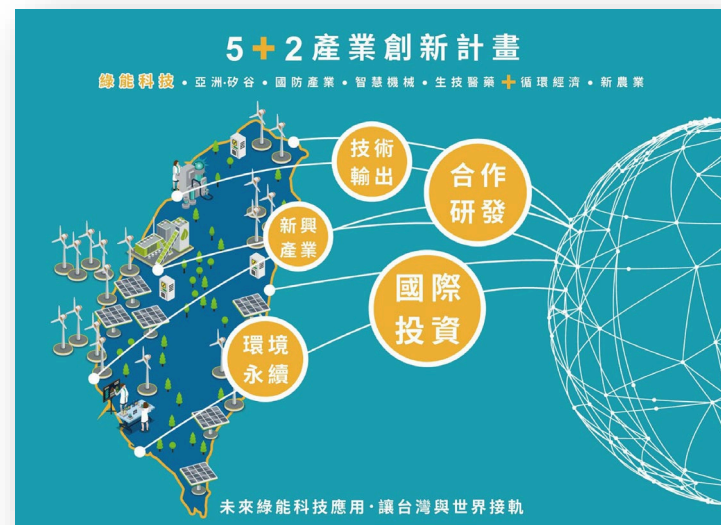 5+2產業創新計畫
綠能科技•亞洲·矽谷•國防產業•智慧機械•生技醫藥+循環經濟•新農業
技術
輸出
合作
研發
新興
產業
國際
投資
環境
永續
未來綠能科技應用·讓台灣與世界接軌